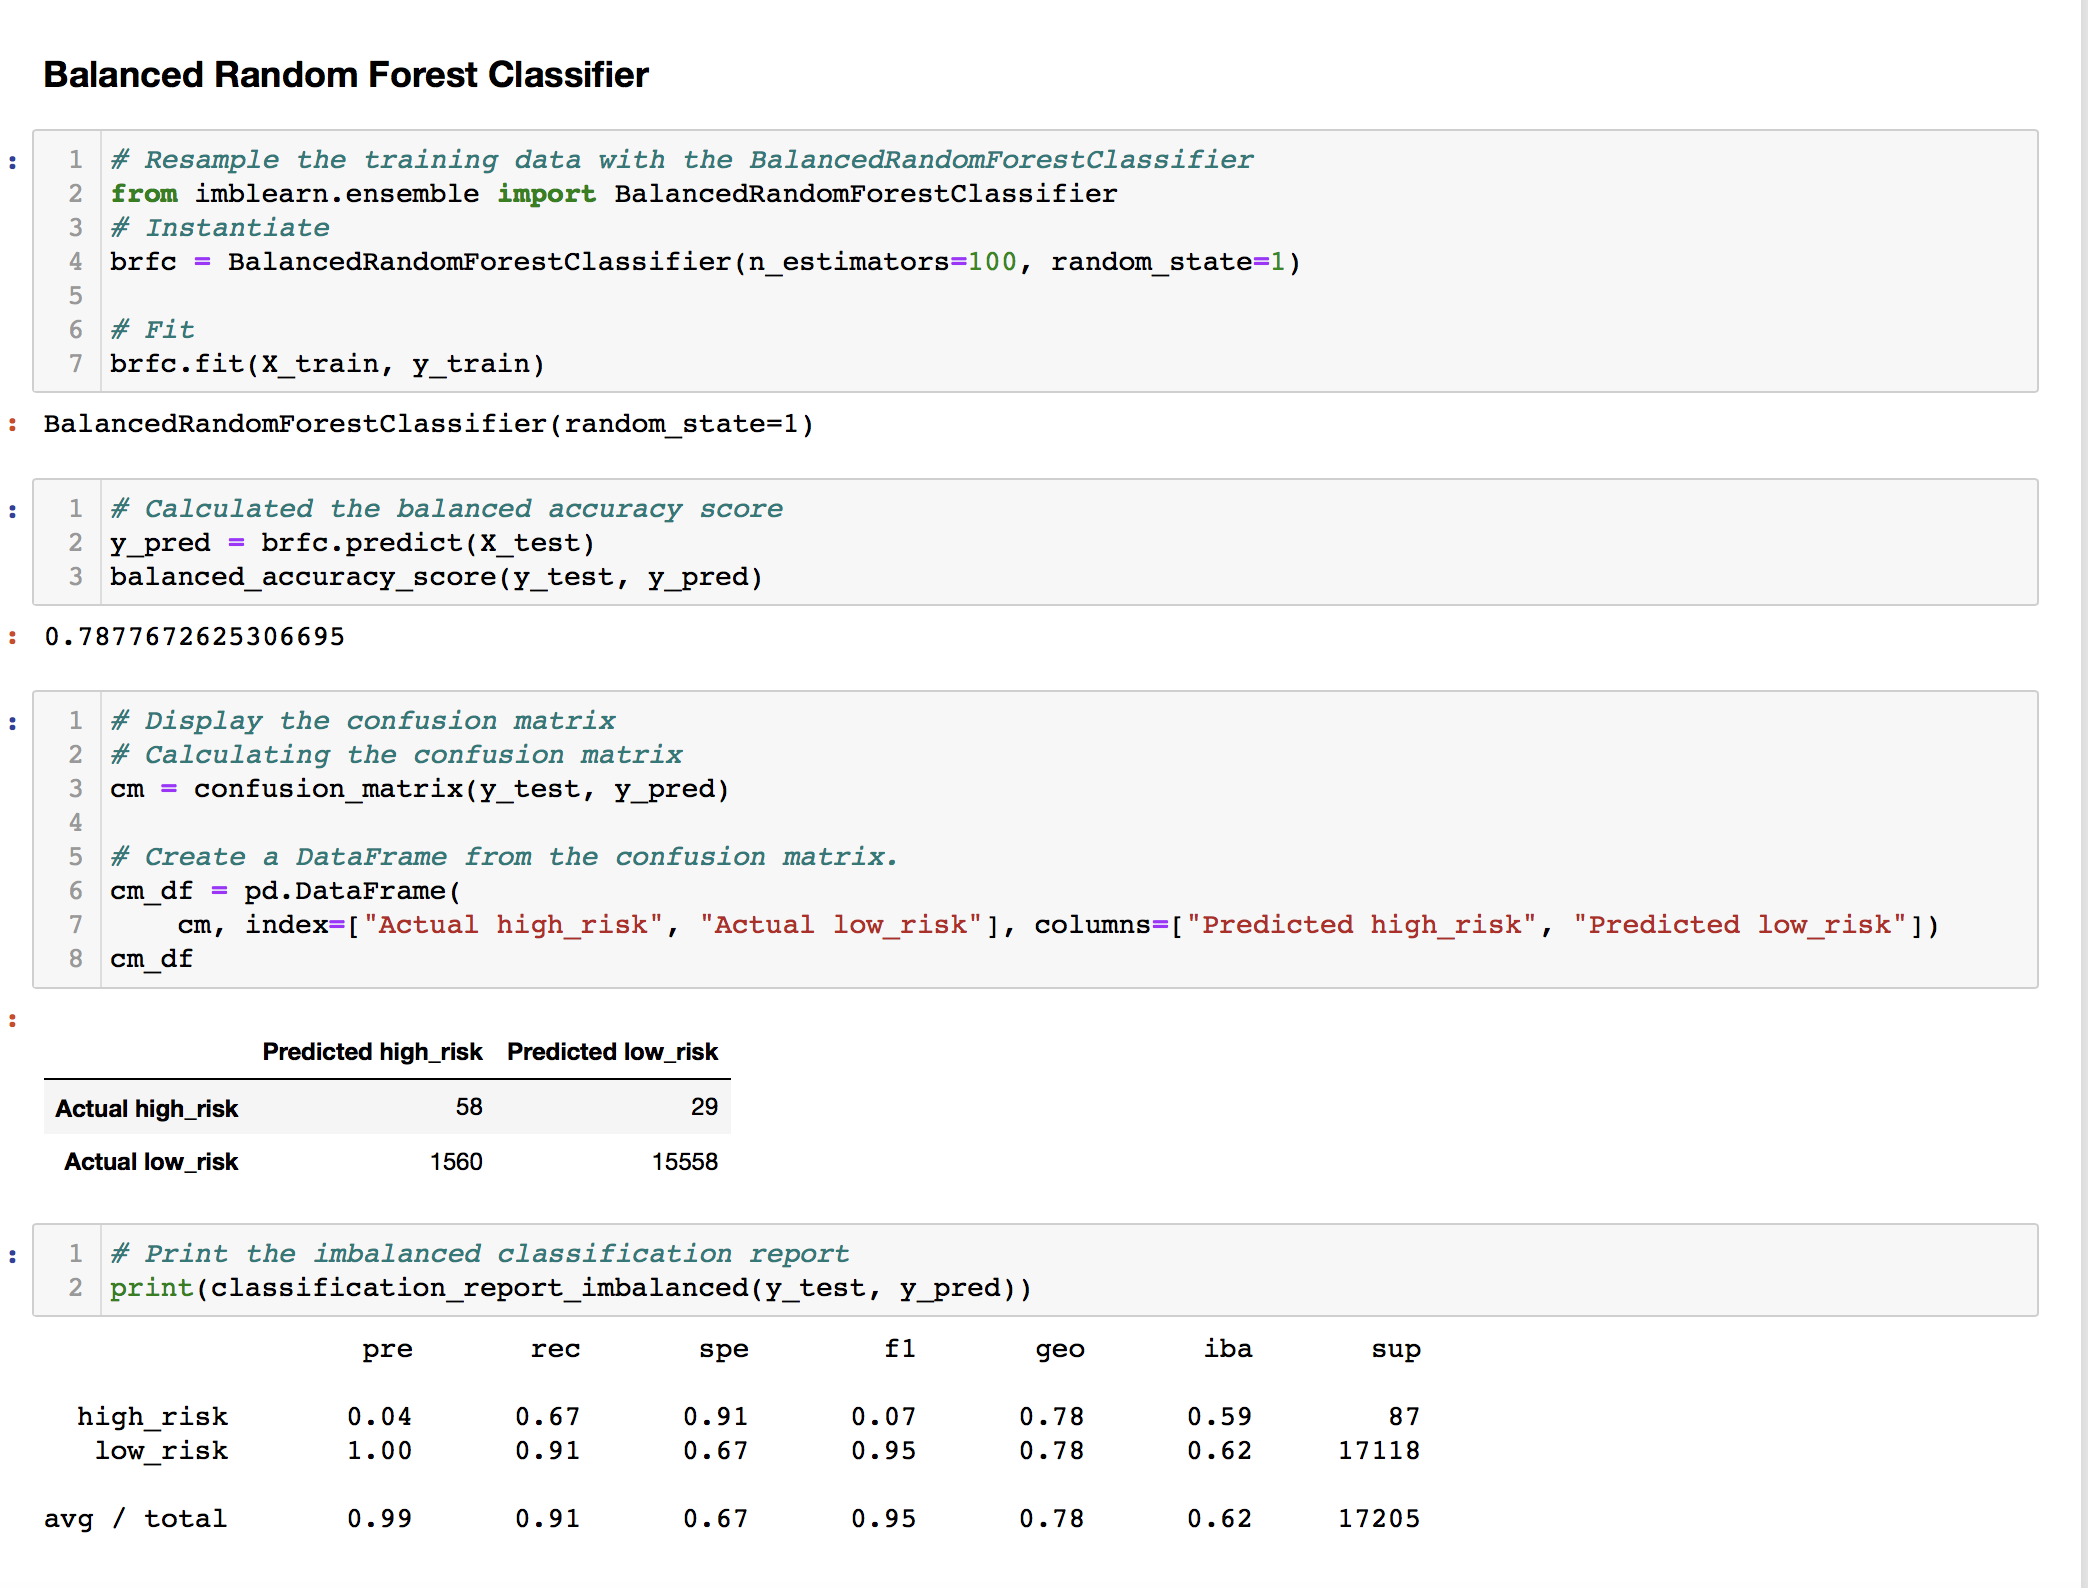 Balanced Random Forest Classifier
: 1 # Resample the training data with the BalancedRandomForestClassifier
2 from imblearn.ensemble import BalancedRandomForestClassifier
3 # Instantiate
4 brfc = BalancedRandomForestClassifier(n_estimators=100, random_state=1)
5
6 # Fit
7 brfc.fit(X_train, y_train)
: BalancedRandomForestClassifier(random_state=1)
: 1 # Calculated the balanced accuracy score
2 y_pred = brfc.predict(X_test)
3 balanced_accuracy_score(y_test, y_pred)
: 0.7877672625306695
: 1 # Display the confusion matrix
2 # Calculating the confusion matrix
3 cm = confusion_matrix(y_test, y_pred)
4
5 # Create a DataFrame from the confusion matrix.
6 cm_df = pd.DataFrame(
7     cm, index=["Actual high_risk", "Actual low_risk"], columns=["Predicted high_risk", "Predicted low_risk"])
8 cm_df
:
Predicted high_risk Predicted low_risk
Actual high_risk 58 29
Actual low_risk 1560 15558
: 1 # Print the imbalanced classification report
2 print(classification_report_imbalanced(y_test, y_pred))
pre rec spe f1 geo iba sup
high_risk 0.04 0.67 0.91 0.07 0.78 0.59 87
low_risk 1.00 0.91 0.67 0.95 0.78 0.62 17118
avg / total 0.99 0.91 0.67 0.95 0.78 0.62 17205